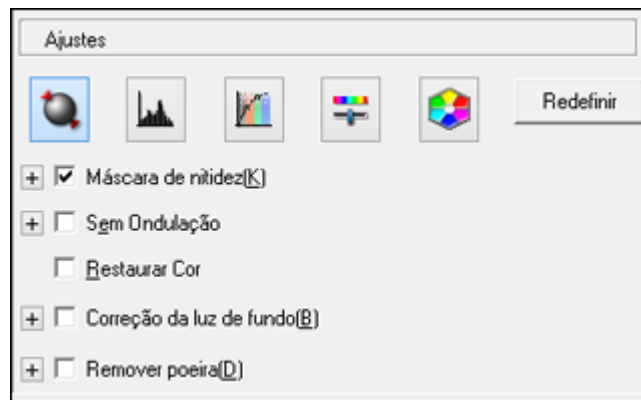 Ajustes
Redefinir
Máscara de nitidez(K)
Sem Ondulação
Restaurar Cor
Correção da luz de fundo(B)
Remover poeira(D)